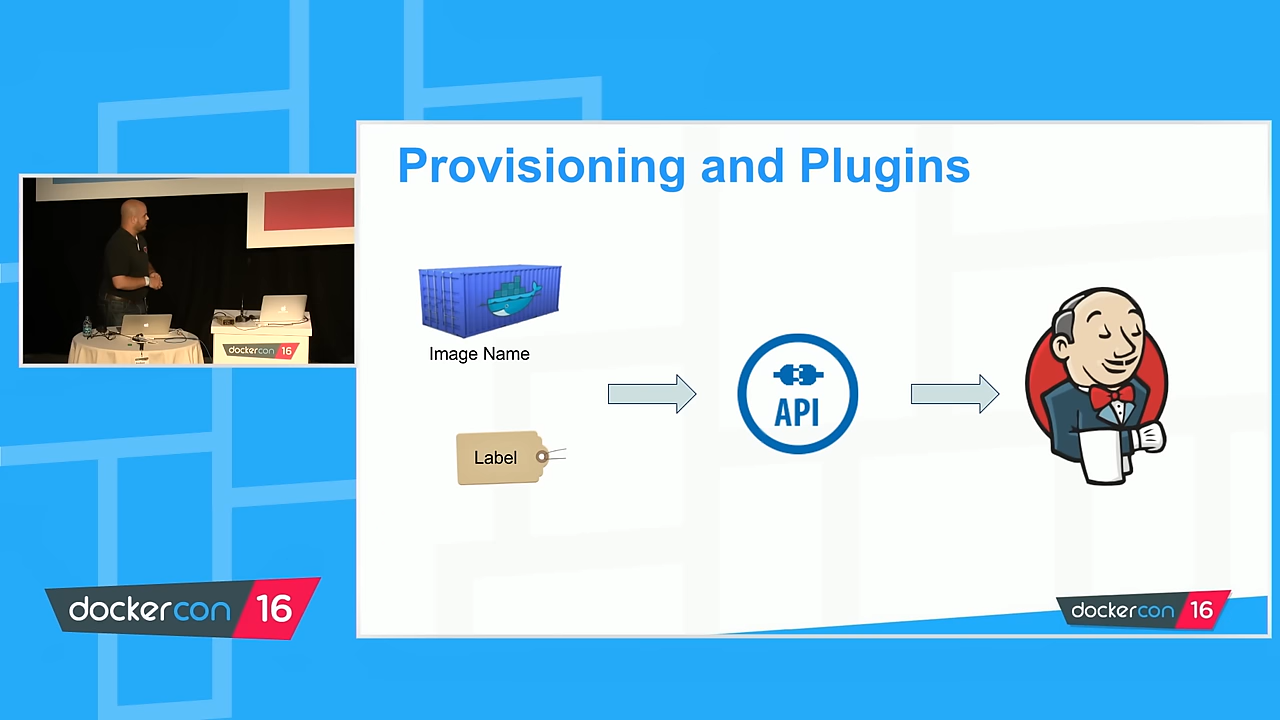 Provisioning and Plugins
Image Name
Label
API
dockercon 16
dockercon 16
dockercon 16